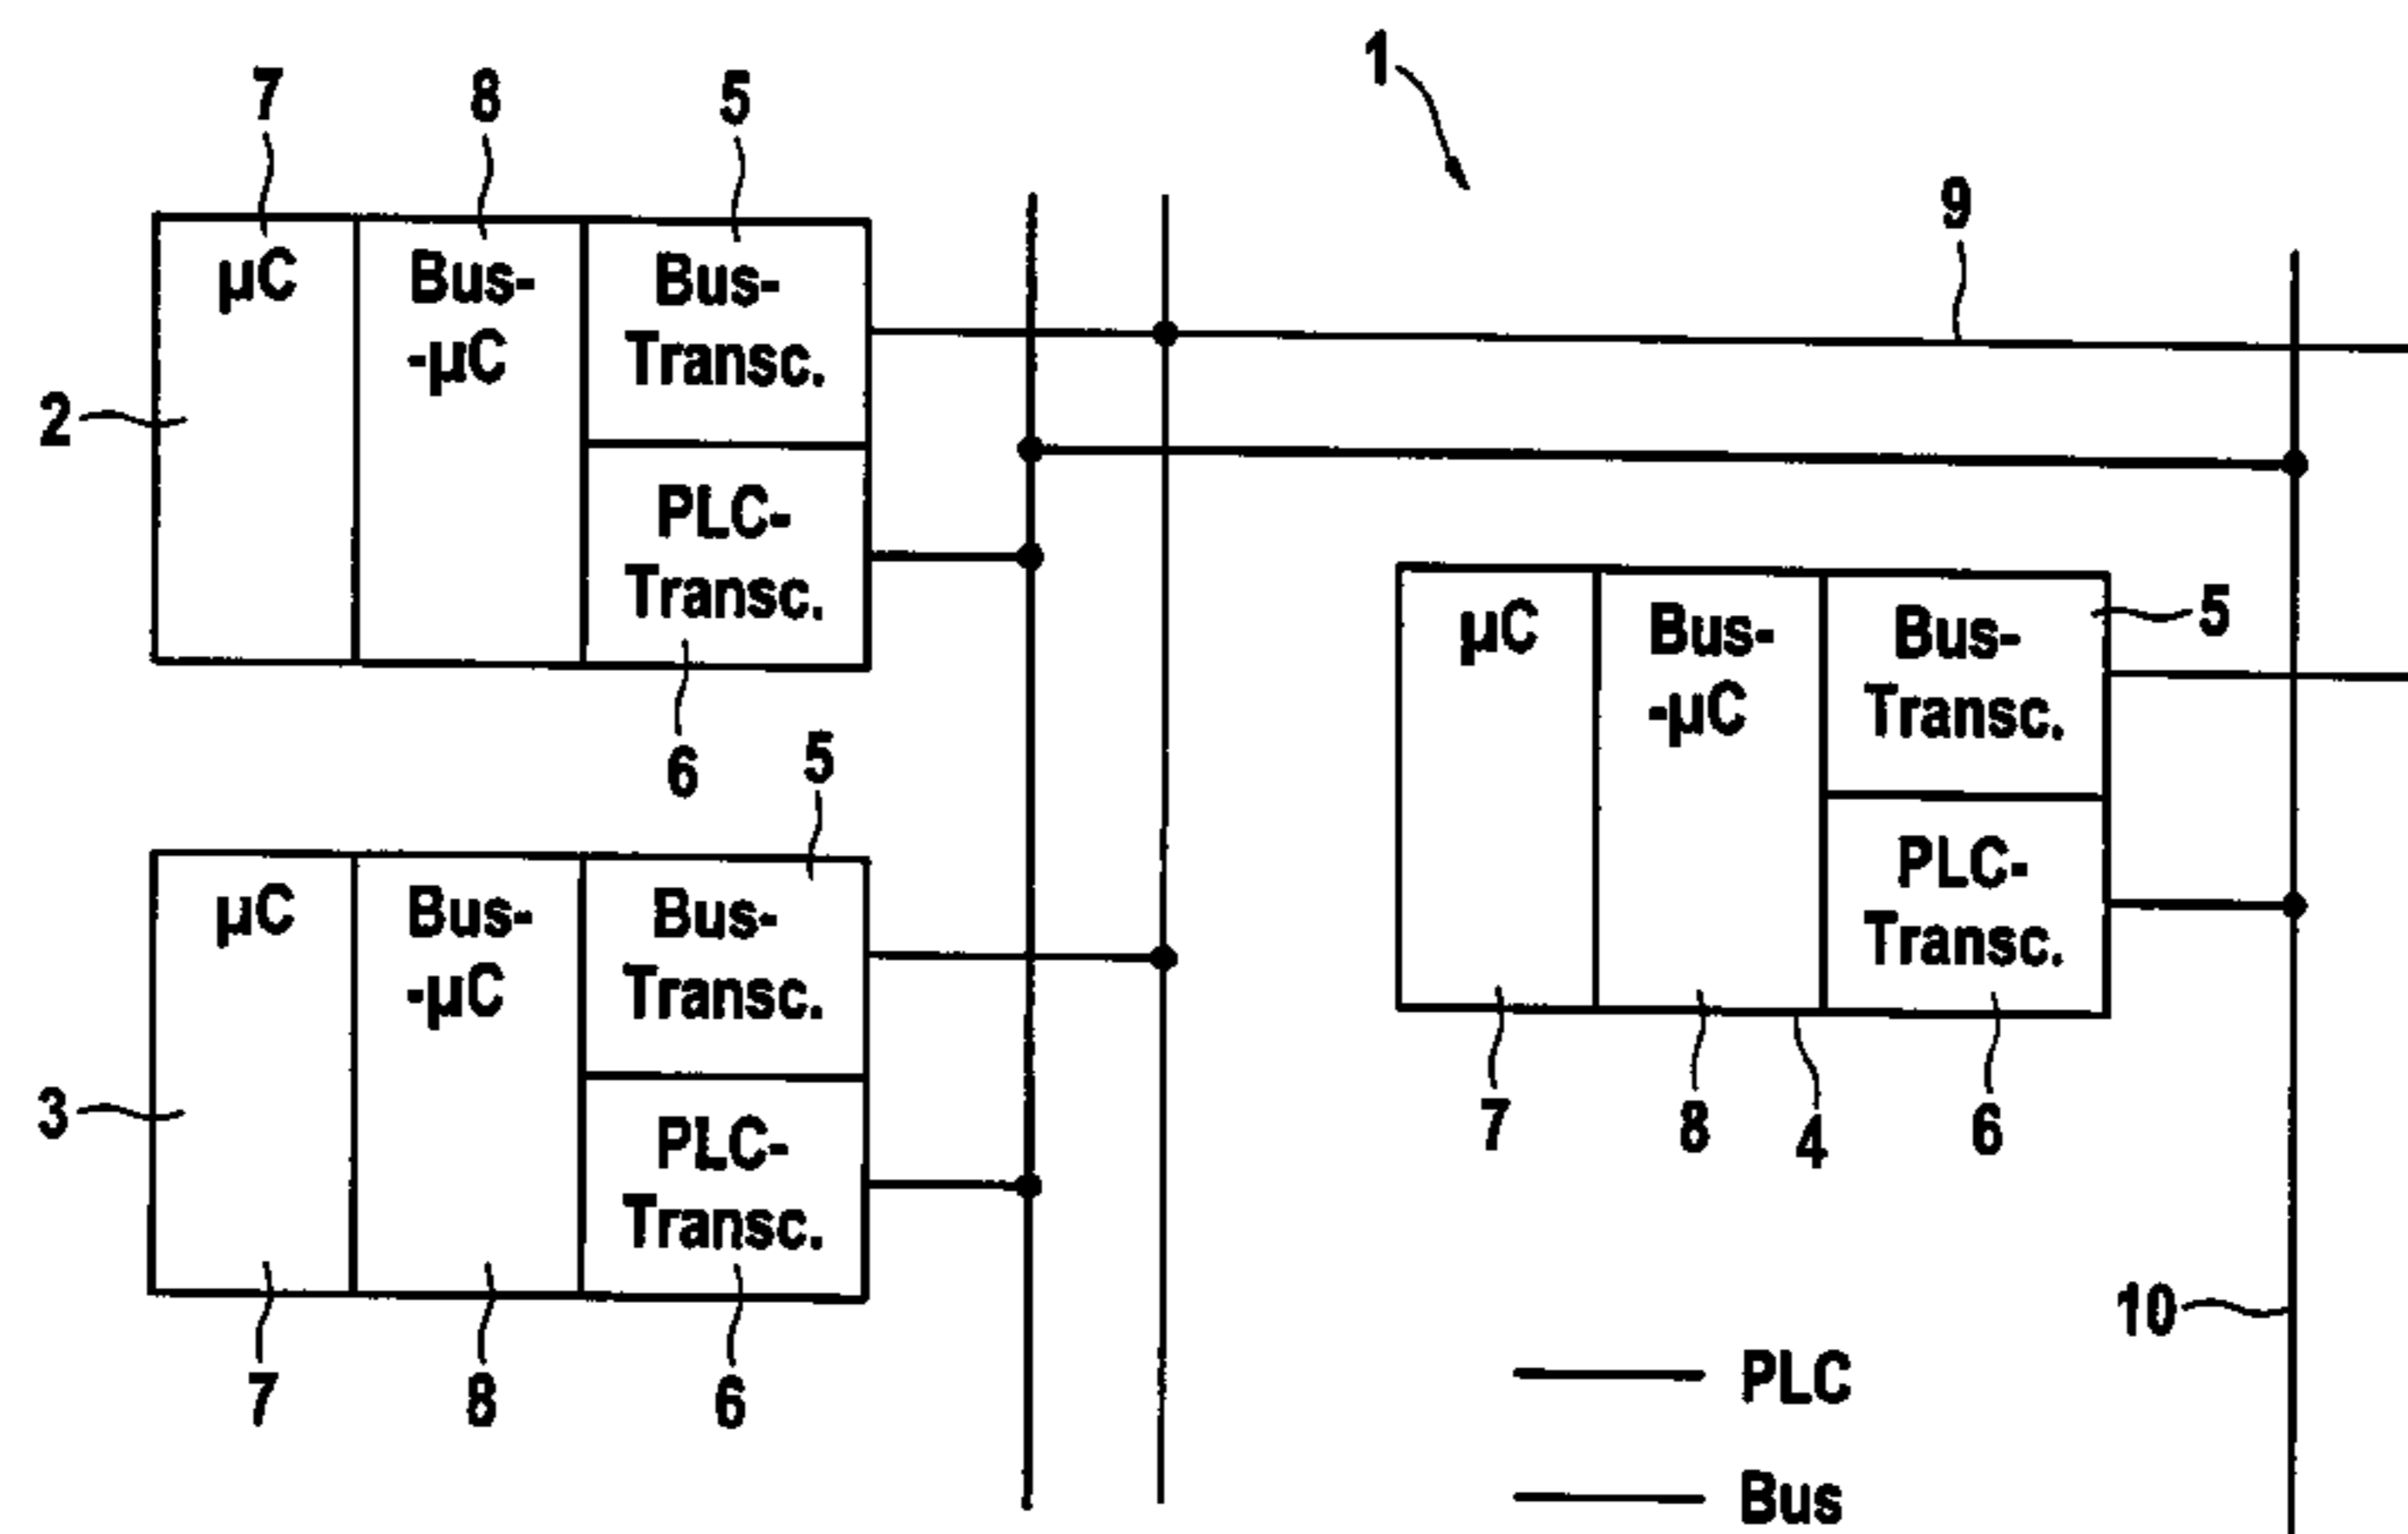 1
7
8
5
9
2
µC
Bus-
-µC
Bus-
Transc.
PLC-
Transc.
6
5
3
µC
Bus-
-µC
Bus-
Transc.
PLC-
Transc.
7
8
6
µC
Bus-
-µC
Bus-
Transc.
5
PLC-
Transc.
7
8
4
6
10
PLC
Bus